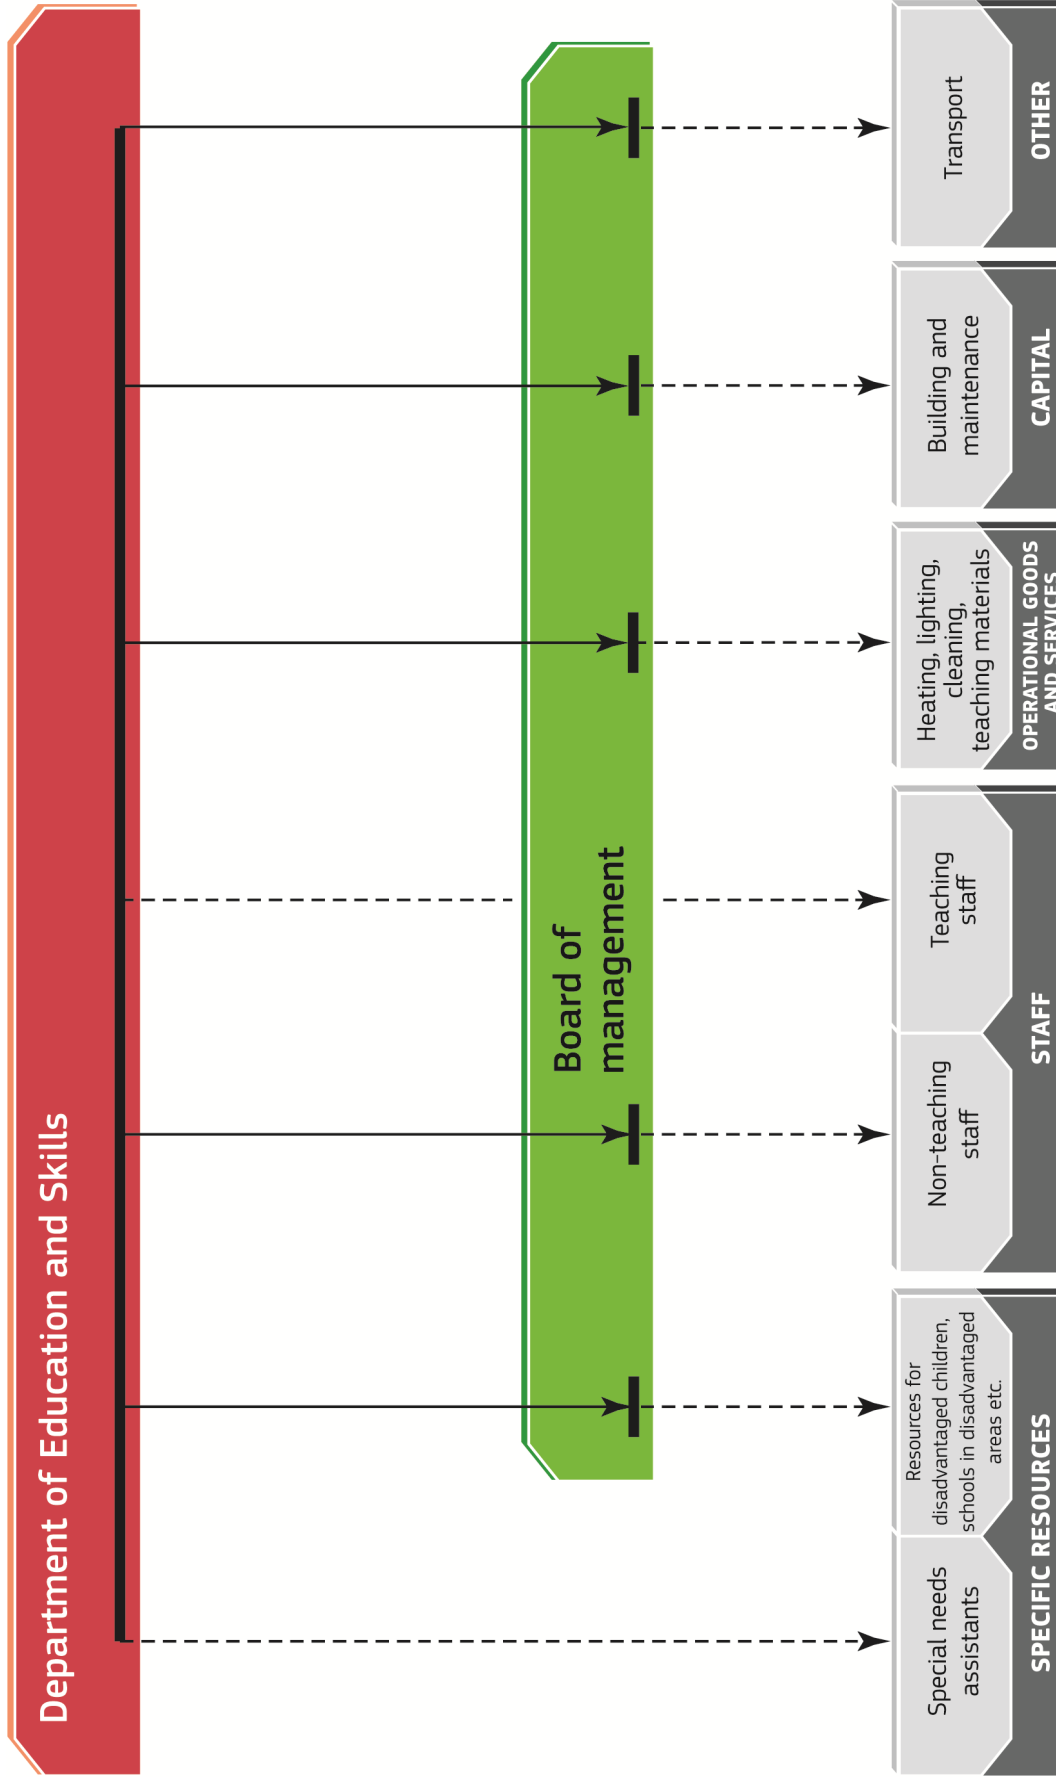 Department of Education and Skills
Board of
management
Special needs
assistants
Resources for
disadvantaged children,
schools in disadvantaged
areas etc.
Non-teaching
staff
Teaching
staff
Heating, lighting,
cleaning,
teaching materials
Building and
maintenance
Transport
SPECIFIC RESOURCES
STAFF
OPERATIONAL GOODS
AND SERVICES
CAPITAL
OTHER